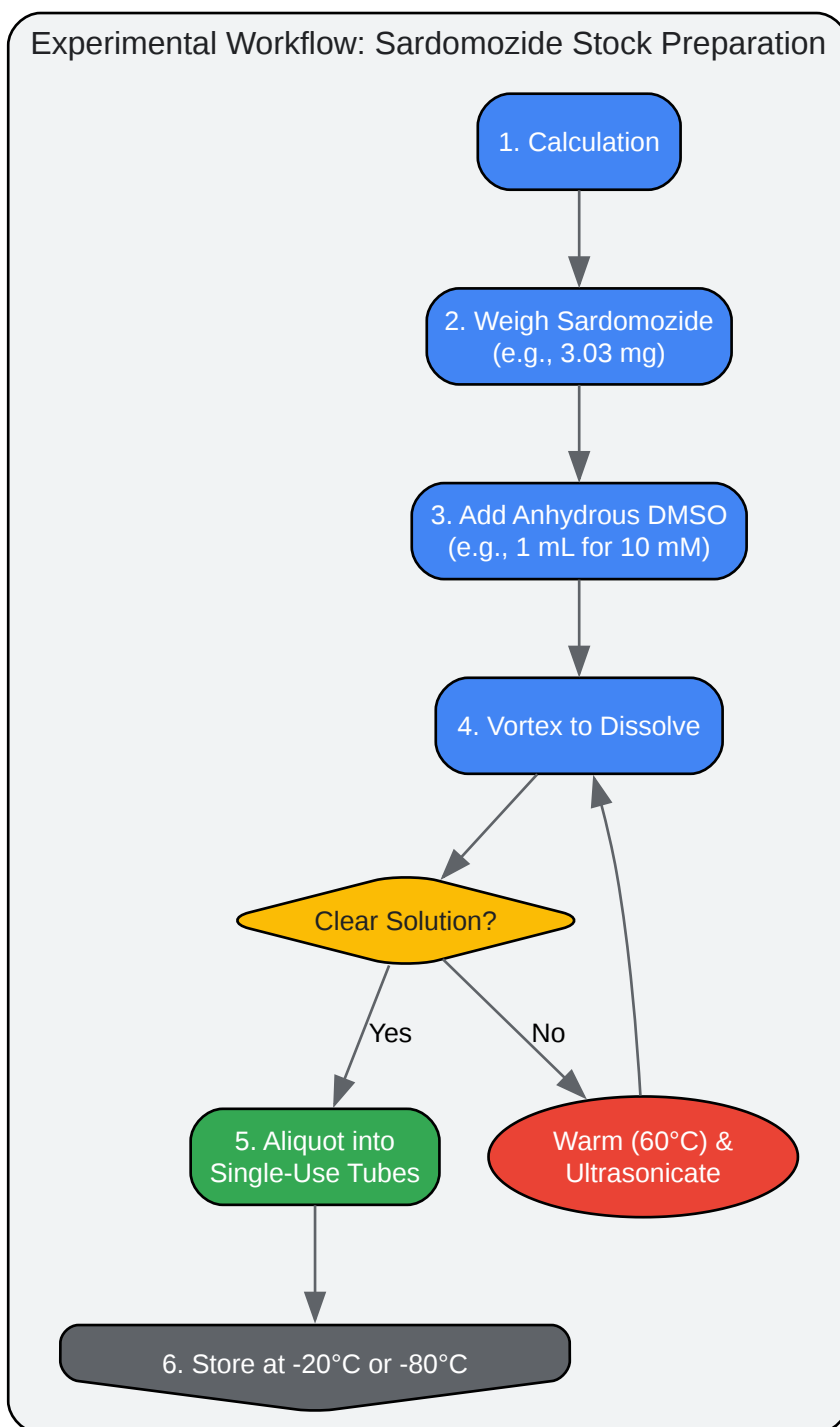 Experimental Workflow: Sardomozide Stock Preparation
1. Calculation
2. Weigh Sardomozide
(e.g., 3.03 mg)
3. Add Anhydrous DMSO
(e.g., 1 mL for 10 mM)
4. Vortex to Dissolve
Clear Solution?
Yes
No
5. Aliquot into
Single-Use Tubes
Warm (60°C) &
Ultrasonicate
6. Store at -20°C or -80°C